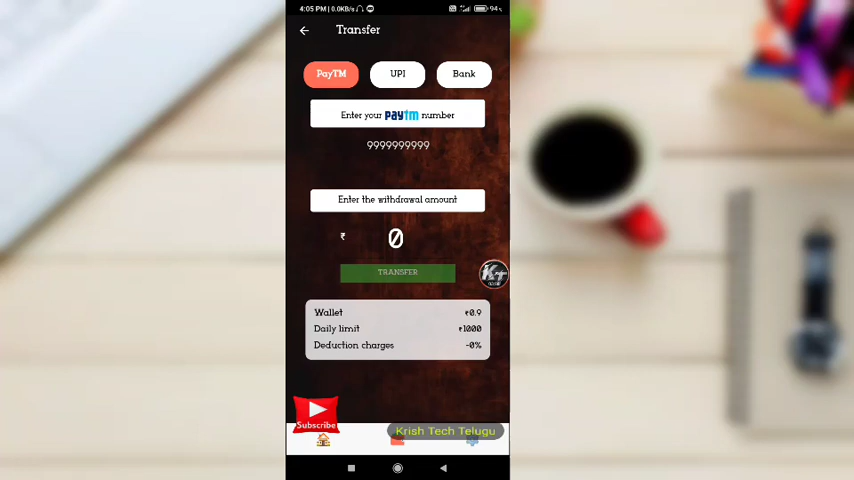 4:05 PM | 0.0KB/s
94
Transfer
PayTM
UPI
Bank
Enter your paytm number
9999999999
Enter the withdrawal amount
₹ 0
TRANSFER
Wallet ₹0.9
Daily limit ₹1000
Deduction charges -0%
Subscribe
Krish Tech Telugu